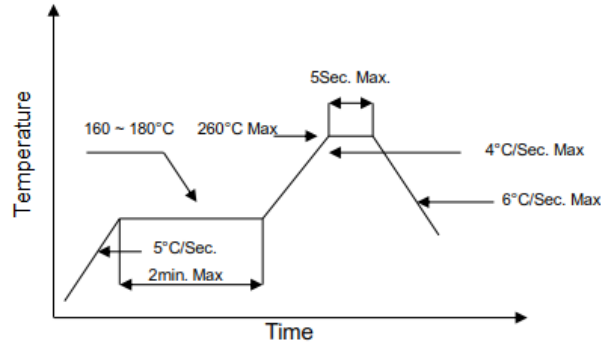 5Sec. Max.
160 ~ 180°C
260°C Max
4°C/Sec. Max
6°C/Sec. Max
5°C/Sec.
2min. Max
Temperature
Time